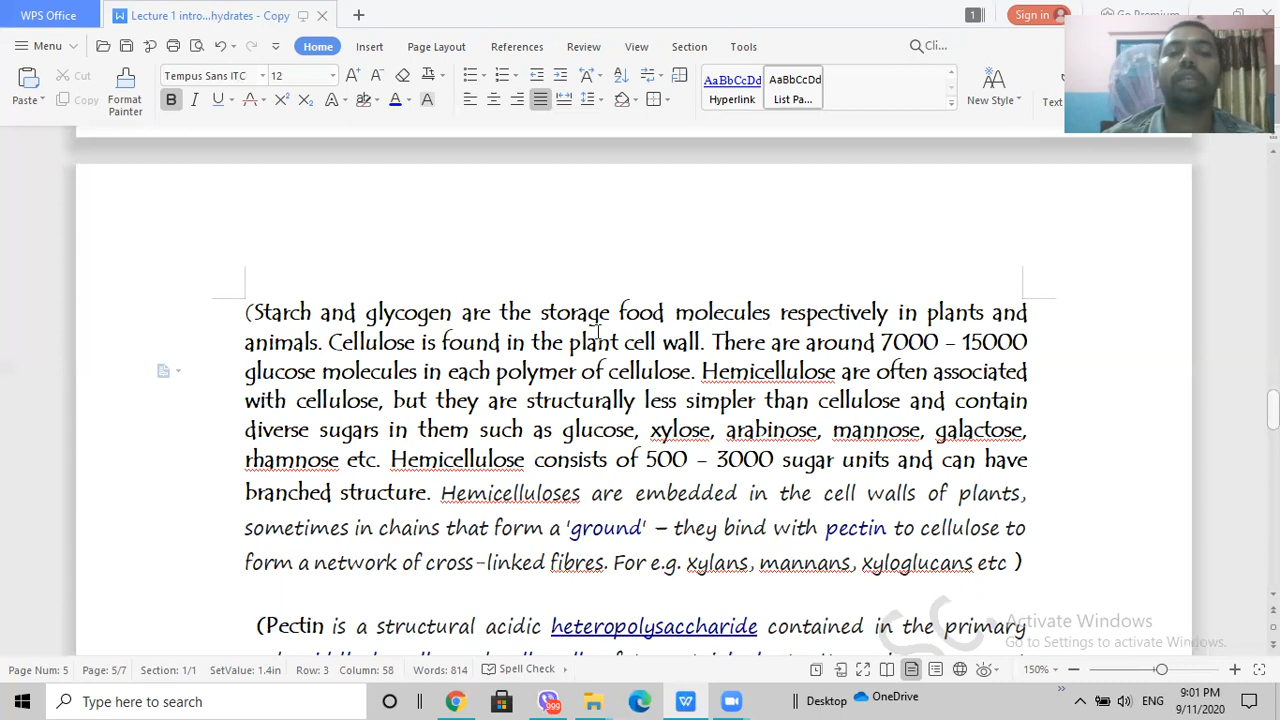 WPS Office
Lecture 1 intro...hydrates - Copy
1
Sign in
Go Premium
Menu
Home
Insert
Page Layout
References
Review
View
Section
Tools
Cli...
Paste
Cut
Copy
Format
Painter
Tempus Sans ITC
12
B I U A X² X₂ A ab A A
AaBbCcDd
Hyperlink
AaBbCcDd
List Pa...
New Style
Text
(Starch and glycogen are the storage food molecules respectively in plants and
animals. Cellulose is found in the plant cell wall. There are around 7000 – 15000
glucose molecules in each polymer of cellulose. Hemicellulose are often associated
with cellulose, but they are structurally less simpler than cellulose and contain
diverse sugars in them such as glucose, xylose, arabinose, mannose, galactose,
rhamnose etc. Hemicellulose consists of 500 – 3000 sugar units and can have
branched structure. Hemicelluloses are embedded in the cell walls of plants,
sometimes in chains that form a 'ground' – they bind with pectin to cellulose to
form a network of cross-linked fibres. For e.g. xylans, mannans, xyloglucans etc )
(Pectin is a structural acidic heteropolysaccharide contained in the primary
Activate Windows
Go to Settings to activate Windows.
Page Num: 5
Page: 5/7
Section: 1/1
SetValue: 1.4in
Row: 3
Column: 58
Words: 814
Spell Check
150%
Type here to search
999
Desktop
OneDrive
ENG
9:01 PM
9/11/2020